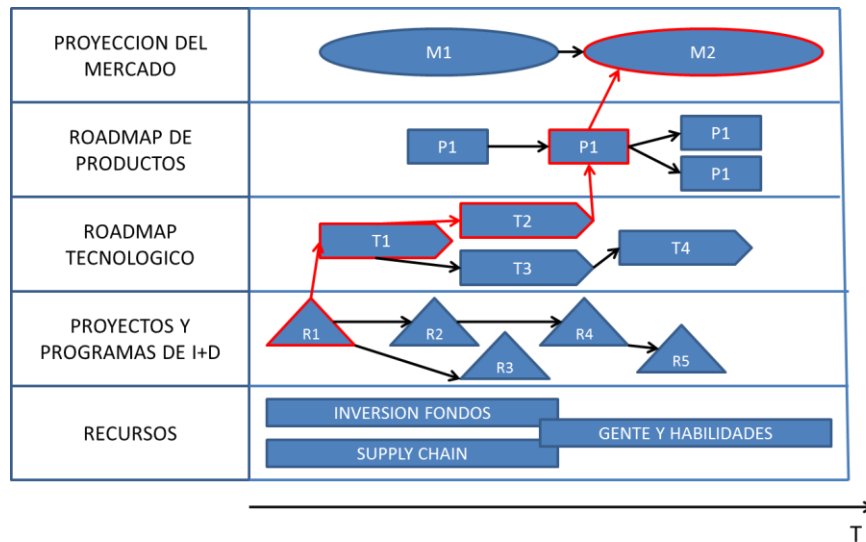 PROYECCION DEL
MERCADO
M1
M2
ROADMAP DE
PRODUCTOS
P1
P1
P1
P1
ROADMAP
TECNOLOGICO
T1
T2
T3
T4
PROYECTOS Y
PROGRAMAS DE I+D
R1
R2
R3
R4
R5
RECURSOS
INVERSION FONDOS
GENTE Y HABILIDADES
SUPPLY CHAIN
T